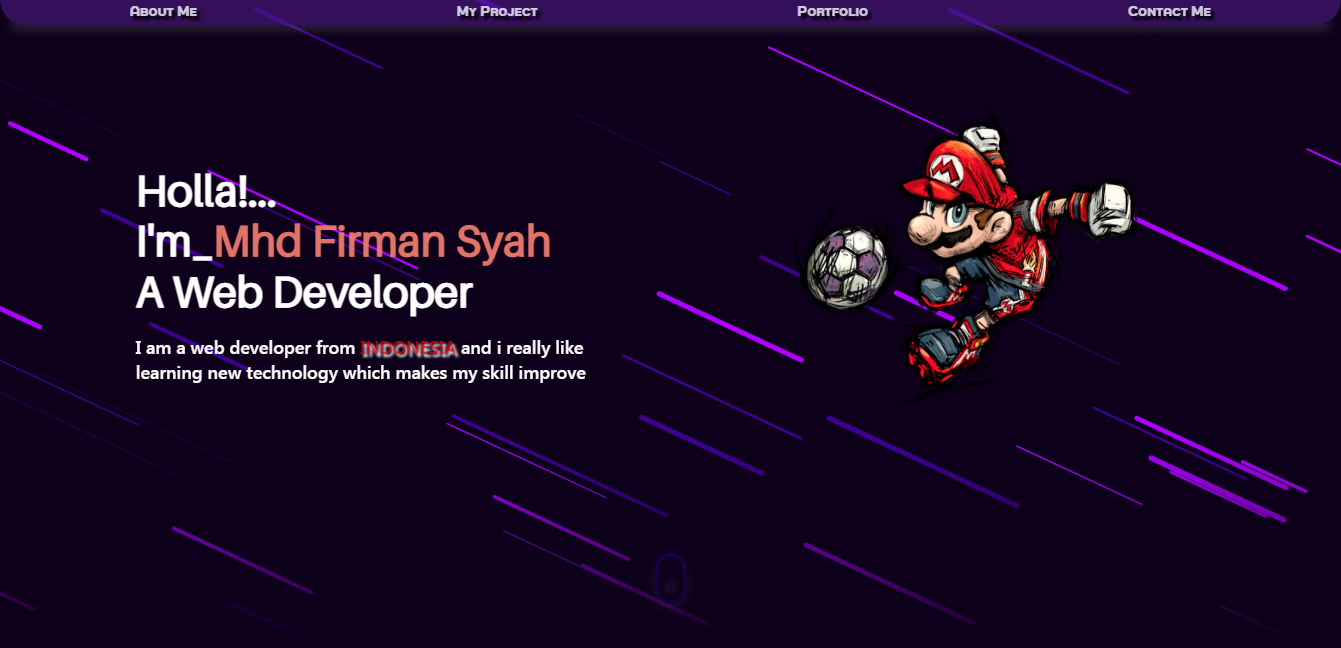 About Me
My Project
Portfolio
Contact Me
Holla!...
I'm_Mhd Firman Syah
A Web Developer
I am a web developer from INDONESIA and i really like
learning new technology which makes my skill improve
M